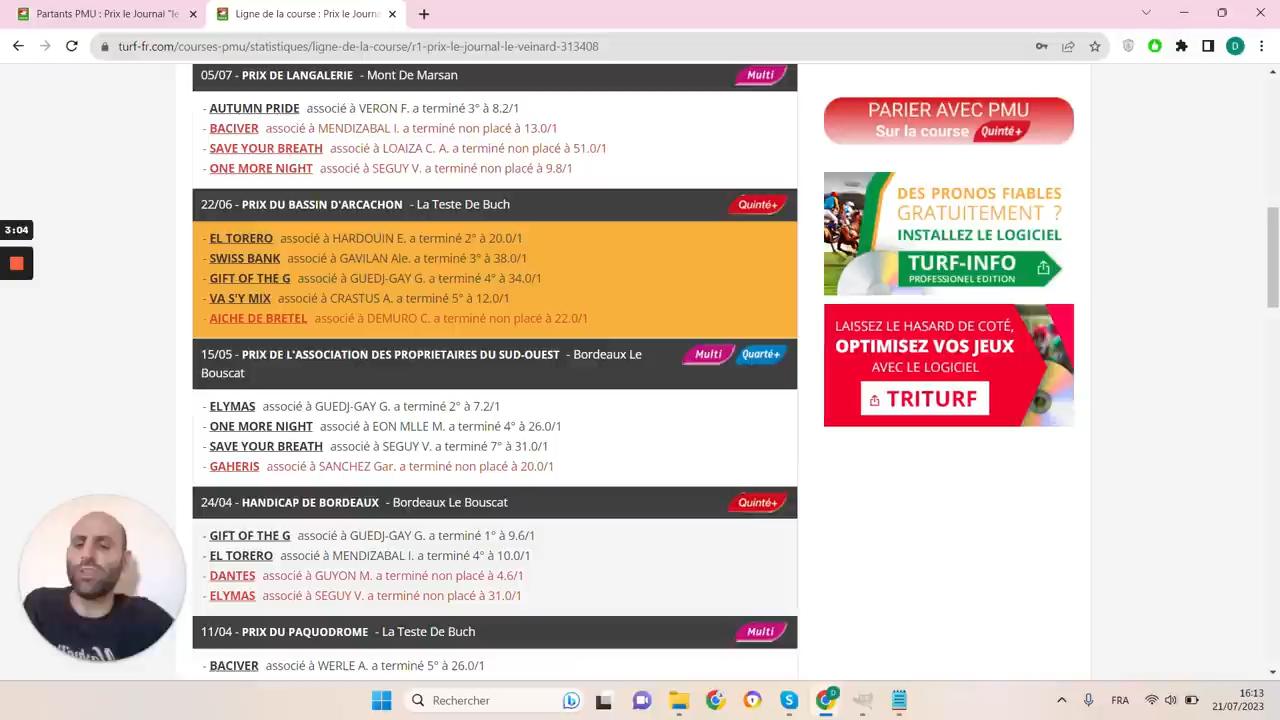 Partants PMU : Prix le Journal "le
Ligne de la course : Prix le Journa
turf-fr.com/courses-pmu/statistiques/ligne-de-la-course/r1-prix-le-journal-le-veinard-313408
D
05/07 - PRIX DE LANGALERIE - Mont De Marsan Multi
- AUTUMN PRIDE associé à VERON F. a terminé 3° à 8.2/1
- BACIVER associé à MENDIZABAL I. a terminé non placé à 13.0/1
- SAVE YOUR BREATH associé à LOAIZA C. A. a terminé non placé à 51.0/1
- ONE MORE NIGHT associé à SEGUY V. a terminé non placé à 9.8/1
22/06 - PRIX DU BASSIN D'ARCACHON - La Teste De Buch Quinté+
- EL TORERO associé à HARDOUIN E. a terminé 2° à 20.0/1
- SWISS BANK associé à GAVILAN Ale. a terminé 3° à 38.0/1
- GIFT OF THE G associé à GUEDJ-GAY G. a terminé 4° à 34.0/1
- VA S'Y MIX associé à CRASTUS A. a terminé 5° à 12.0/1
- AICHE DE BRETEL associé à DEMURO C. a terminé non placé à 22.0/1
15/05 - PRIX DE L'ASSOCIATION DES PROPRIETAIRES DU SUD-OUEST - Bordeaux Le Multi Quarté+
Bouscat
- ELYMAS associé à GUEDJ-GAY G. a terminé 2° à 7.2/1
- ONE MORE NIGHT associé à EON MLLE M. a terminé 4° à 26.0/1
- SAVE YOUR BREATH associé à SEGUY V. a terminé 7° à 31.0/1
- GAHERIS associé à SANCHEZ Gar. a terminé non placé à 20.0/1
24/04 - HANDICAP DE BORDEAUX - Bordeaux Le Bouscat Quinté+
- GIFT OF THE G associé à GUEDJ-GAY G. a terminé 1° à 9.6/1
- EL TORERO associé à MENDIZABAL I. a terminé 4° à 10.0/1
- DANTES associé à GUYON M. a terminé non placé à 4.6/1
- ELYMAS associé à SEGUY V. a terminé non placé à 31.0/1
11/04 - PRIX DU PAQUODROME - La Teste De Buch Multi
- BACIVER associé à WERLE A. a terminé 5° à 26.0/1
PARIER AVEC PMU
Sur la course Quinté+
DES PRONOS FIABLES
GRATUITEMENT ?
INSTALLEZ LE LOGICIEL
TURF-INFO
PROFESSIONEL EDITION
LAISSEZ LE HASARD DE COTÉ,
OPTIMISEZ VOS JEUX
AVEC LE LOGICIEL
TRITURF
3:04
Rechercher
D
FRA
16:13
21/07/2023